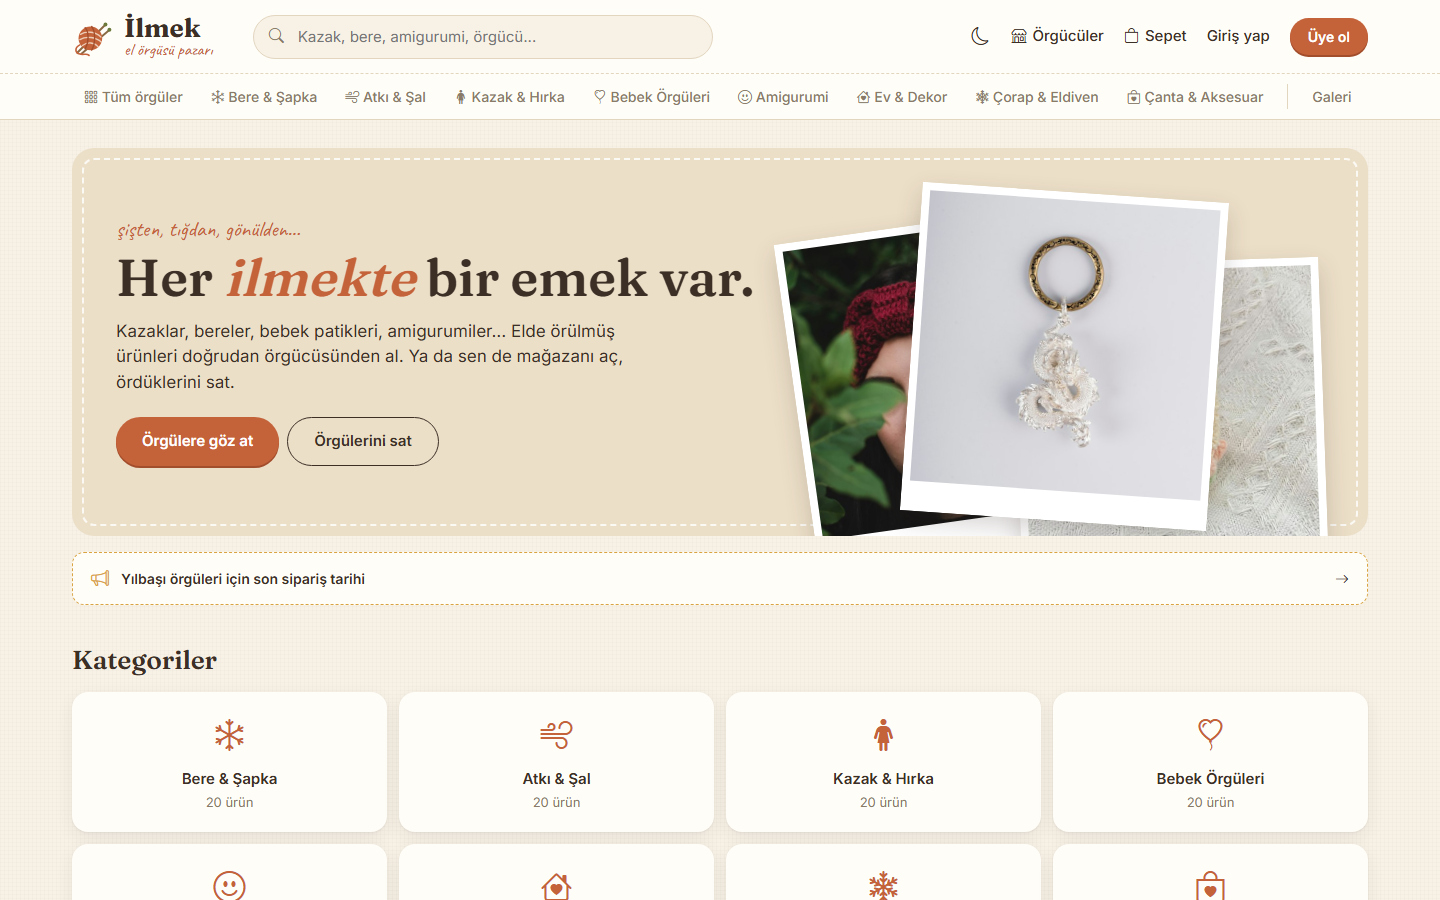 İlmek
el örgüsü pazarı
Kazak, bere, amigurumi, örgücü...
Örgücüler
Sepet
Giriş yap
Üye ol
Tüm örgüler
Bere & Şapka
Atkı & Şal
Kazak & Hırka
Bebek Örgüleri
Amigurumi
Ev & Dekor
Çorap & Eldiven
Çanta & Aksesuar
Galeri
şişten, tığdan, gönülden...
Her ilmekte bir emek var.
Kazaklar, bereler, bebek patikleri, amigurumiler... Elde örülmüş
ürünleri doğrudan örgücüsünden al. Ya da sen de mağazanı aç,
ördüklerini sat.
Örgülere göz at
Örgülerini sat
Yılbaşı örgüleri için son sipariş tarihi
Kategoriler
Bere & Şapka
20 ürün
Atkı & Şal
20 ürün
Kazak & Hırka
20 ürün
Bebek Örgüleri
20 ürün